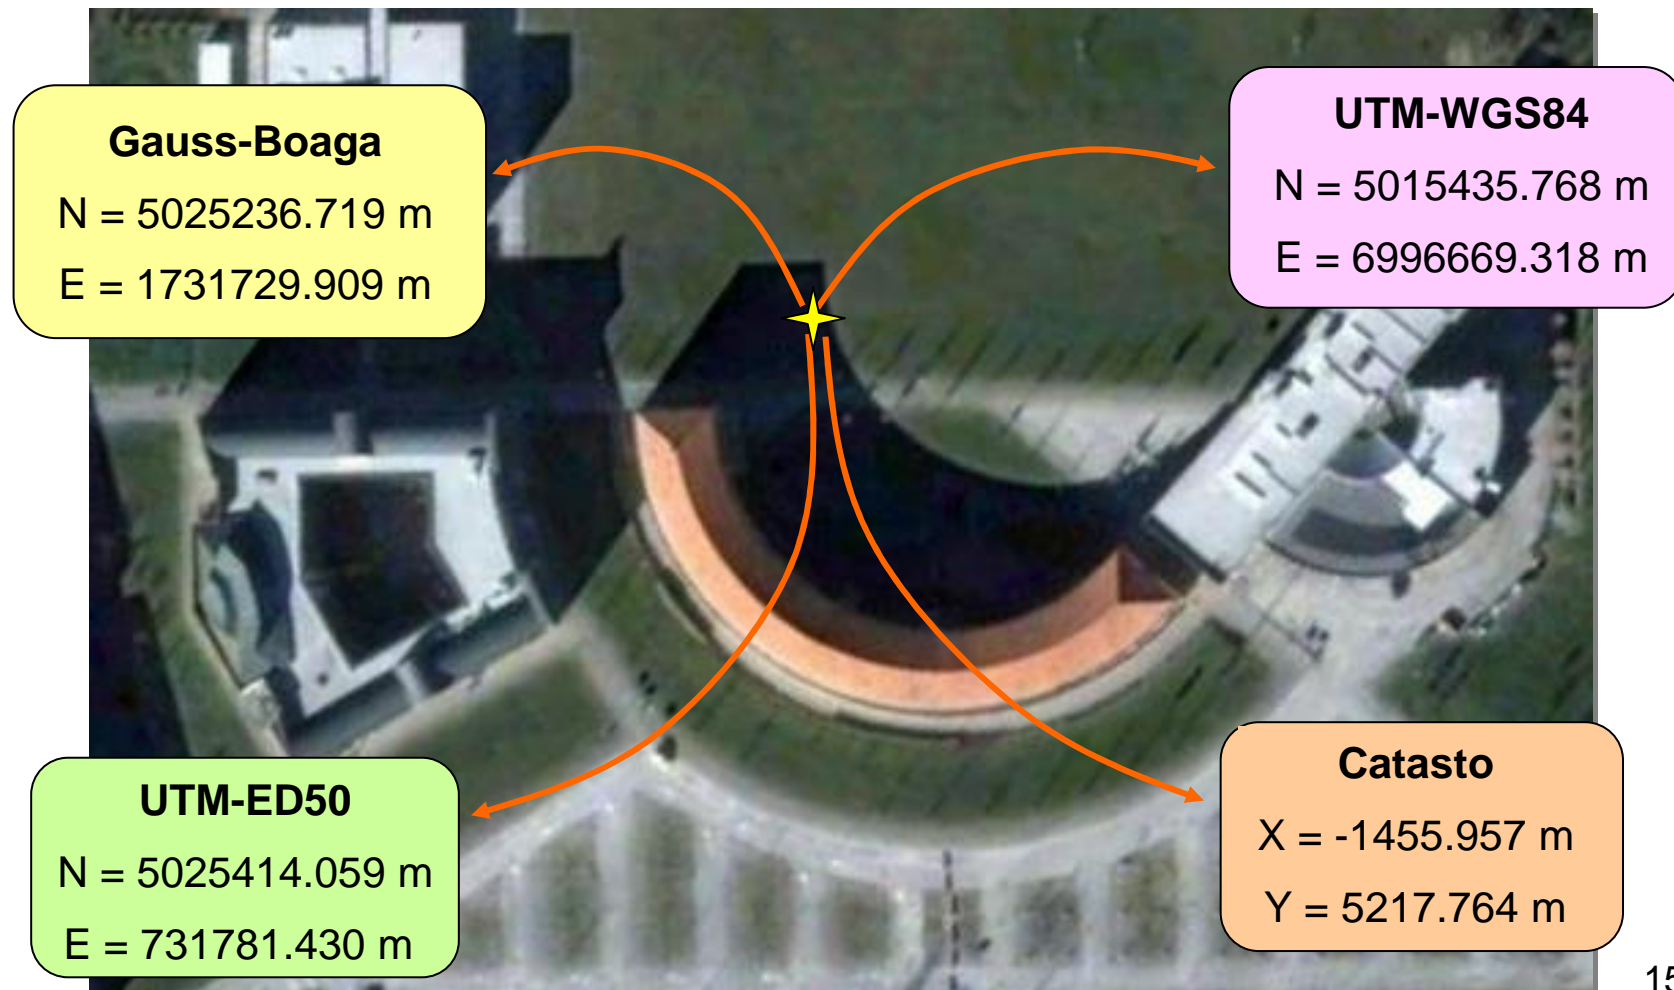 Gauss-Boaga
N = 5025236.719 m
E = 1731729.909 m
UTM-WGS84
N = 5015435.768 m
E = 6996669.318 m
UTM-ED50
N = 5025414.059 m
E = 731781.430 m
Catasto
X = -1455.957 m
Y = 5217.764 m
15